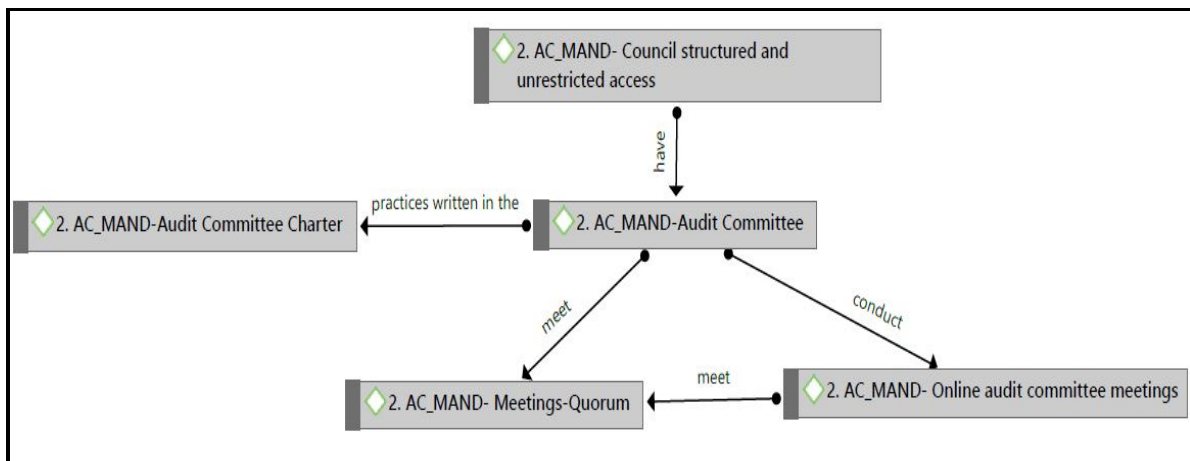 2. AC_MAND- Council structured and
unrestricted access
have
practices written in the
2. AC_MAND-Audit Committee Charter
2. AC_MAND-Audit Committee
meet
conduct
meet
2. AC_MAND- Meetings-Quorum
2. AC_MAND- Online audit committee meetings